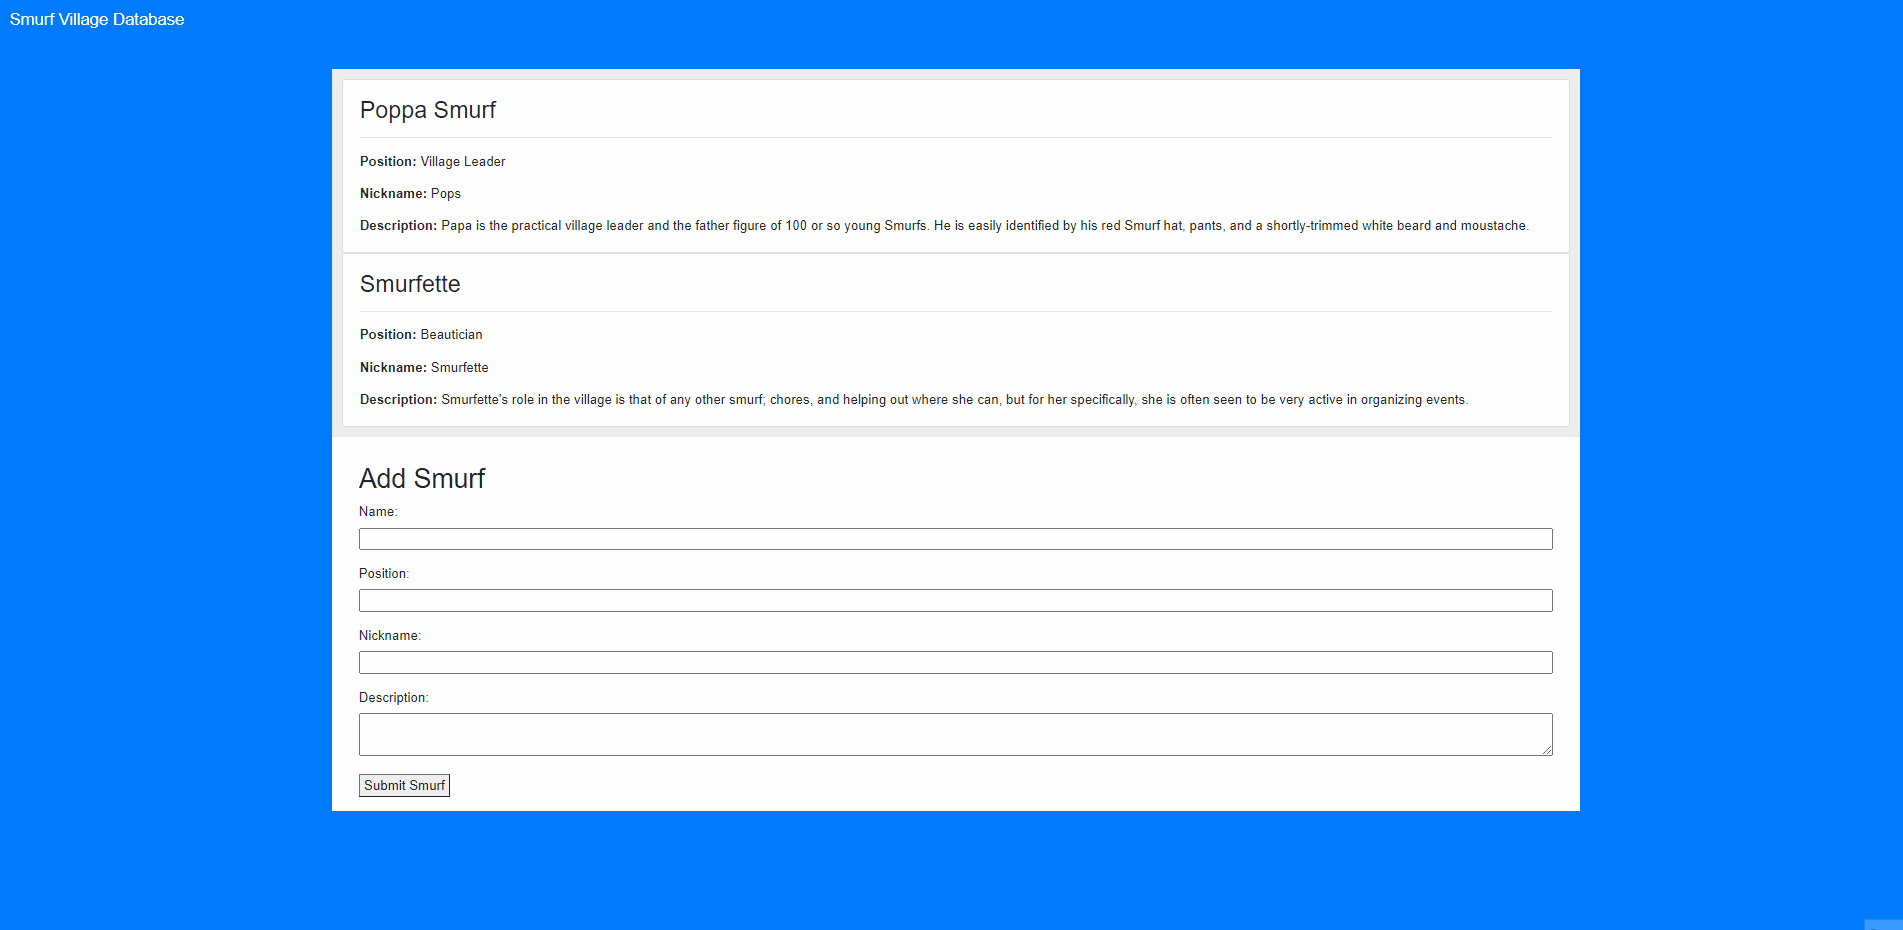 Smurf Village Database
Poppa Smurf
Position: Village Leader
Nickname: Pops
Description: Papa is the practical village leader and the father figure of 100 or so young Smurfs. He is easily identified by his red Smurf hat, pants, and a shortly-trimmed white beard and moustache.
Smurfette
Position: Beautician
Nickname: Smurfette
Description: Smurfette's role in the village is that of any other smurf; chores, and helping out where she can, but for her specifically, she is often seen to be very active in organizing events.
Add Smurf
Name:
Position:
Nickname:
Description:
Submit Smurf